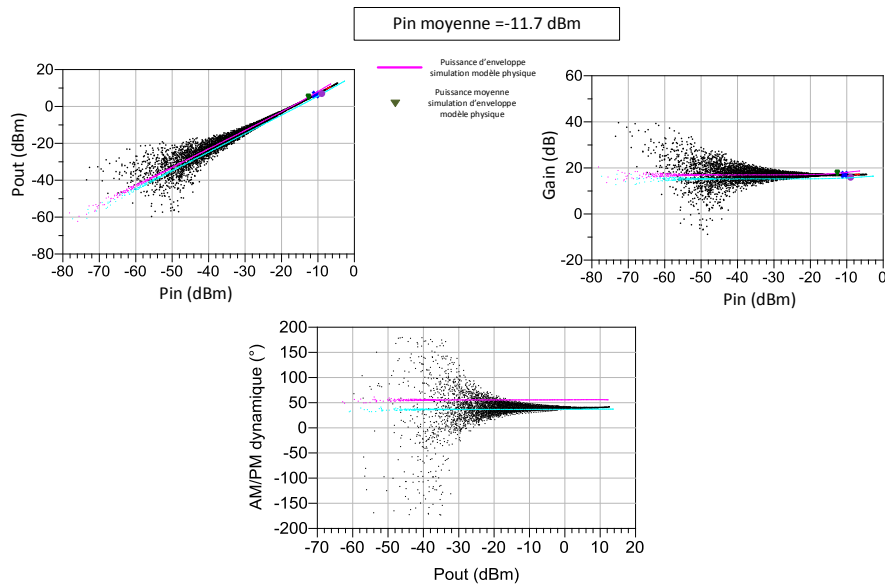 Pin moyenne =-11.7 dBm
Puissance d'enveloppe
simulation modèle physique
Puissance moyenne
simulation d'enveloppe
modèle physique
20
0
-20
-40
-60
-80
Pout (dBm)
-80 -70 -60 -50 -40 -30 -20 -10 0
Pin (dBm)
60
40
20
0
-20
Gain (dB)
-80 -70 -60 -50 -40 -30 -20 -10 0
Pin (dBm)
200
150
100
50
0
-50
-100
-150
-200
AM/PM dynamique (°)
-70 -60 -50 -40 -30 -20 -10 0 10 20
Pout (dBm)